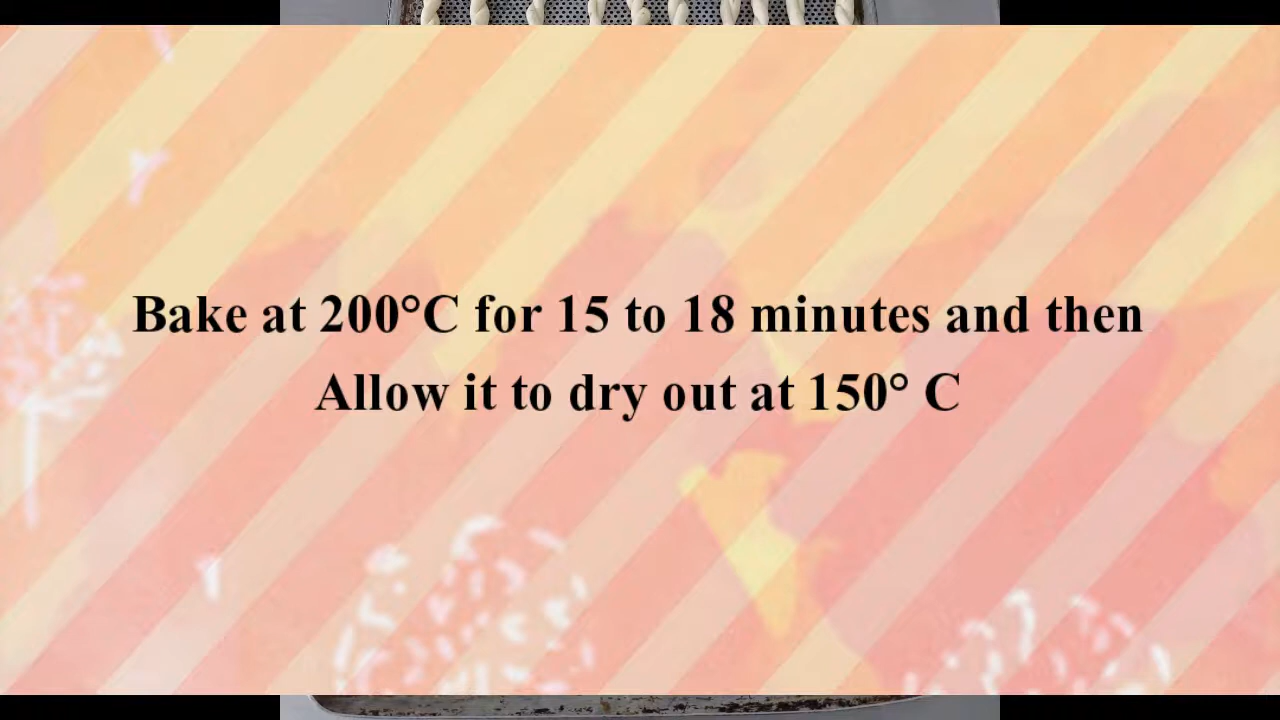 Bake at 200°C for 15 to 18 minutes and then
Allow it to dry out at 150° C